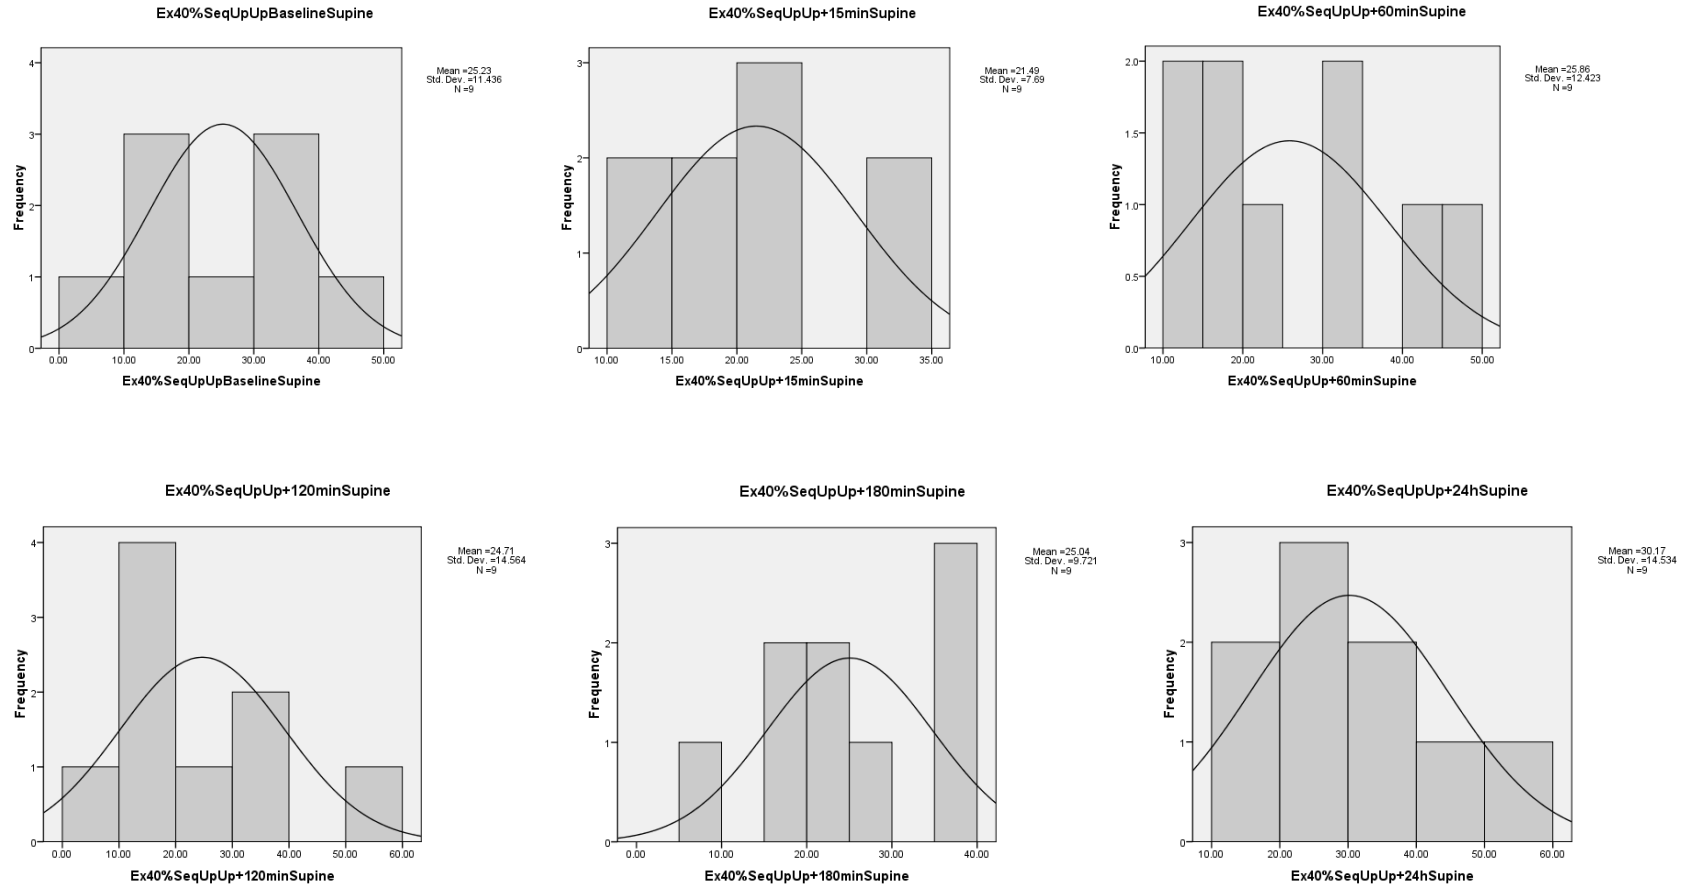 Ex40%SeqUpUpBaselineSupine
4
3
2
1
0
Frequency
0.00 10.00 20.00 30.00 40.00 50.00
Ex40%SeqUpUpBaselineSupine
Mean =25.23
Std. Dev. =11.436
N =9
Ex40%SeqUpUp+15minSupine
3
2
1
0
Frequency
10.00 15.00 20.00 25.00 30.00 35.00
Ex40%SeqUpUp+15minSupine
Mean =21.49
Std. Dev. =7.69
N =9
Ex40%SeqUpUp+60minSupine
2.0
1.5
1.0
0.5
0.0
Frequency
10.00 20.00 30.00 40.00 50.00
Ex40%SeqUpUp+60minSupine
Mean =25.86
Std. Dev. =12.423
N =9
Ex40%SeqUpUp+120minSupine
4
3
2
1
0
Frequency
0.00 10.00 20.00 30.00 40.00 50.00 60.00
Ex40%SeqUpUp+120minSupine
Mean =24.71
Std. Dev. =14.564
N =9
Ex40%SeqUpUp+180minSupine
3
2
1
0
Frequency
0.00 10.00 20.00 30.00 40.00
Ex40%SeqUpUp+180minSupine
Mean =25.04
Std. Dev. =9.721
N =9
Ex40%SeqUpUp+24hSupine
3
2
1
0
Frequency
10.00 20.00 30.00 40.00 50.00 60.00
Ex40%SeqUpUp+24hSupine
Mean =30.17
Std. Dev. =14.534
N =9